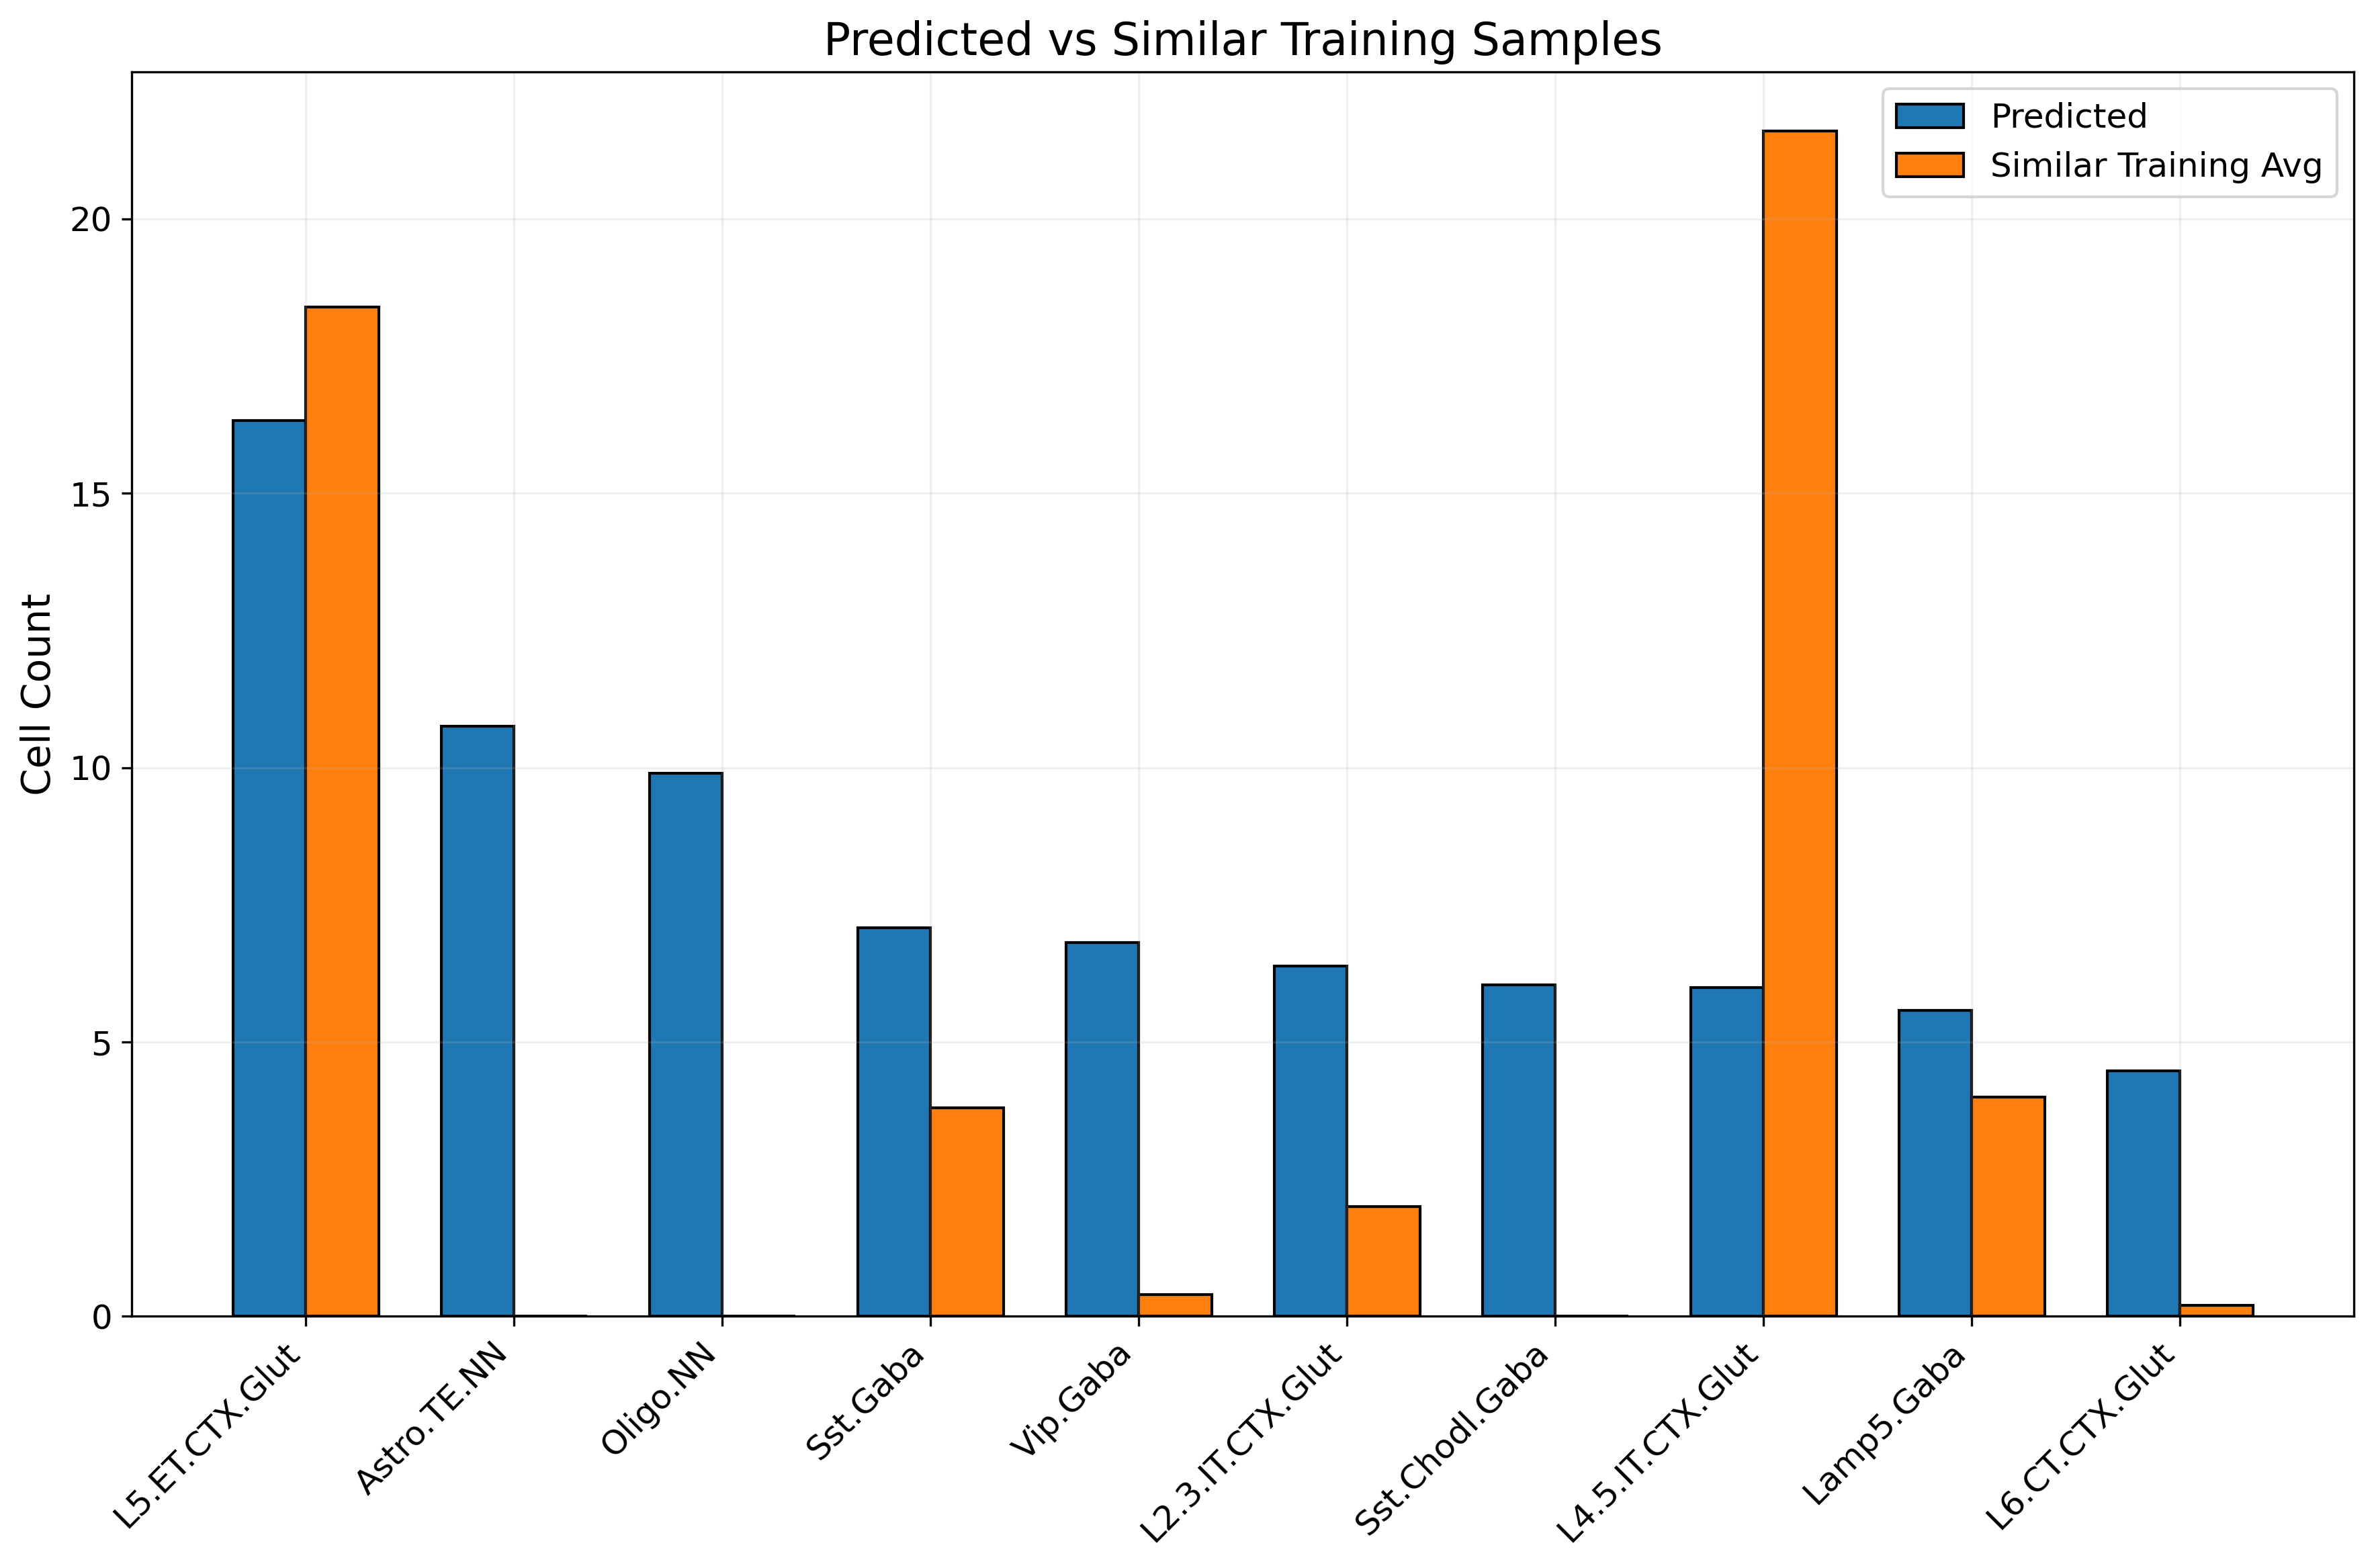 Predicted vs Similar Training Samples
Predicted
Similar Training Avg
Cell Count
20
15
10
5
0
L5.ET.CTX.Glut
Astro.TE.NN
Oligo.NN
Sst.Gaba
Vip.Gaba
L2.3.IT.CTX.Glut
Sst.Chodl.Gaba
L4.5.IT.CTX.Glut
Lamp5.Gaba
L6.CT.CTX.Glut